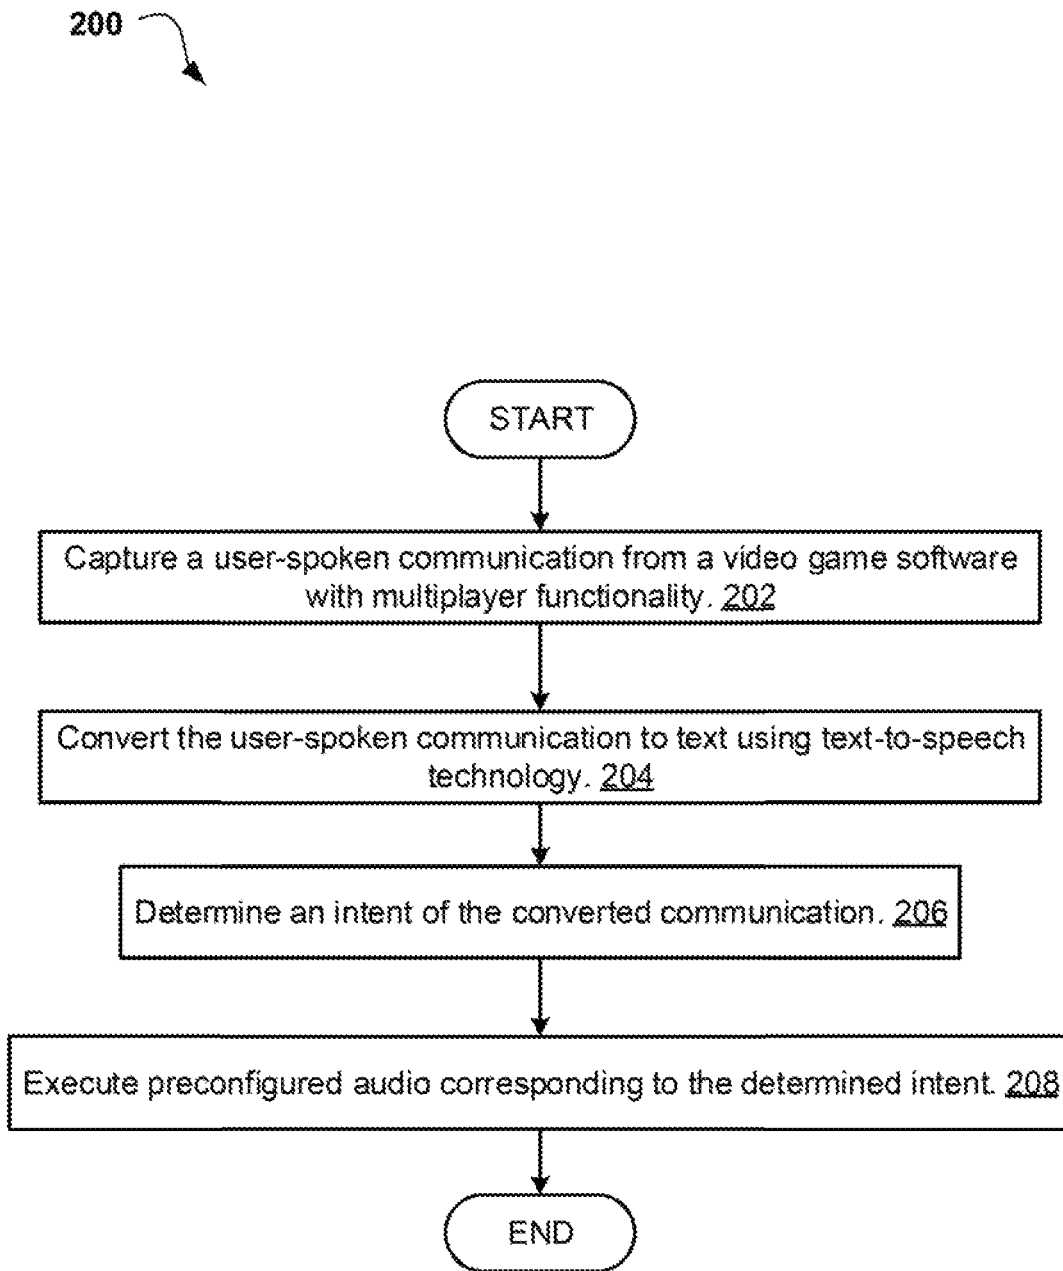 200
START
Capture a user-spoken communication from a video game software
with multiplayer functionality. 202
Convert the user-spoken communication to text using text-to-speech
technology. 204
Determine an intent of the converted communication. 206
Execute preconfigured audio corresponding to the determined intent. 208
END